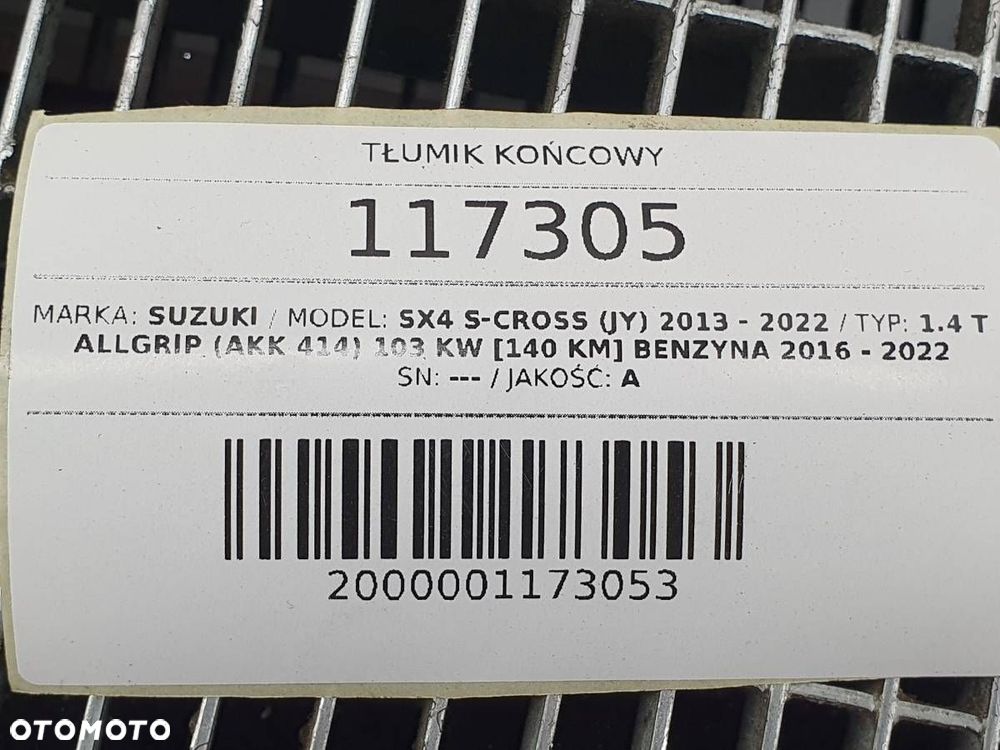 TŁUMIK KOŃCOWY
117305
MARKA: SUZUKI / MODEL: SX4 S-CROSS (JY) 2013 - 2022 / TYP: 1.4 T
ALLGRIP (AKK 414) 103 KW [140 KM] BENZYNA 2016 - 2022
SN: --- / JAKOŚĆ: A
2000001173053
OTOMOTO